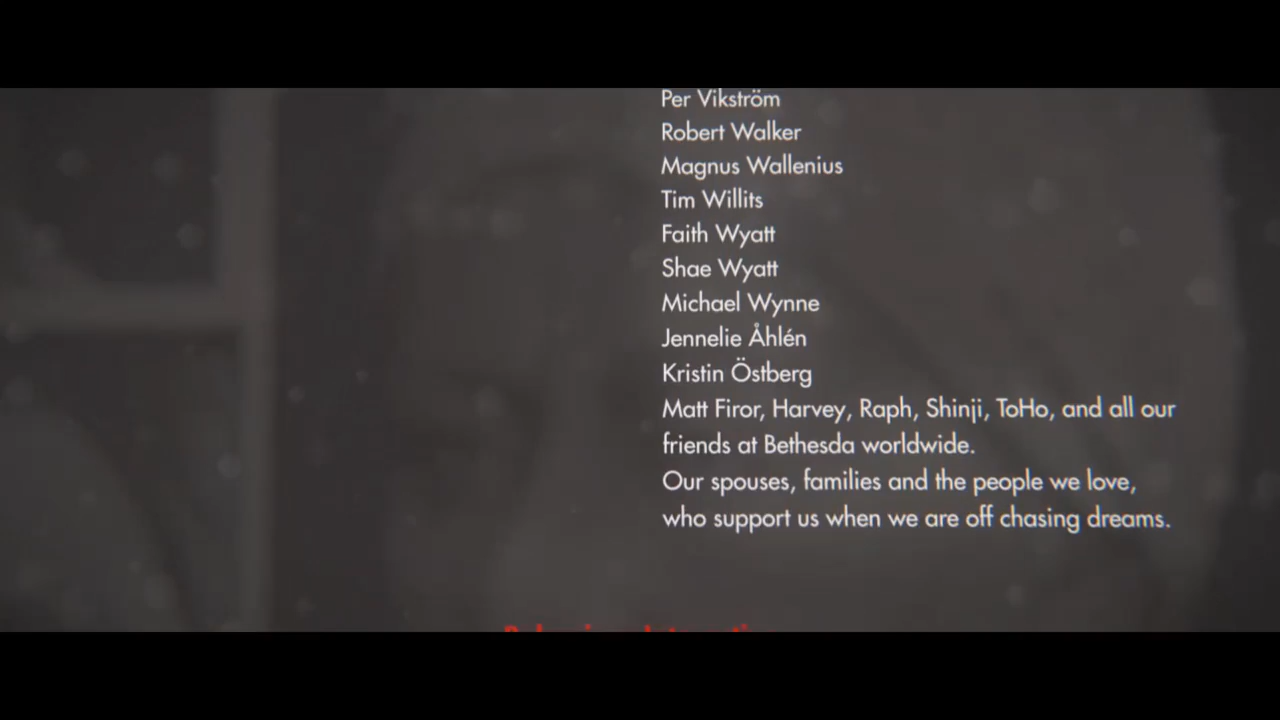 Per Vikström
Robert Walker
Magnus Wallenius
Tim Willits
Faith Wyatt
Shae Wyatt
Michael Wynne
Jennelie Åhlén
Kristin Östberg
Matt Firor, Harvey, Raph, Shinji, ToHo, and all our
friends at Bethesda worldwide.
Our spouses, families and the people we love,
who support us when we are off chasing dreams.